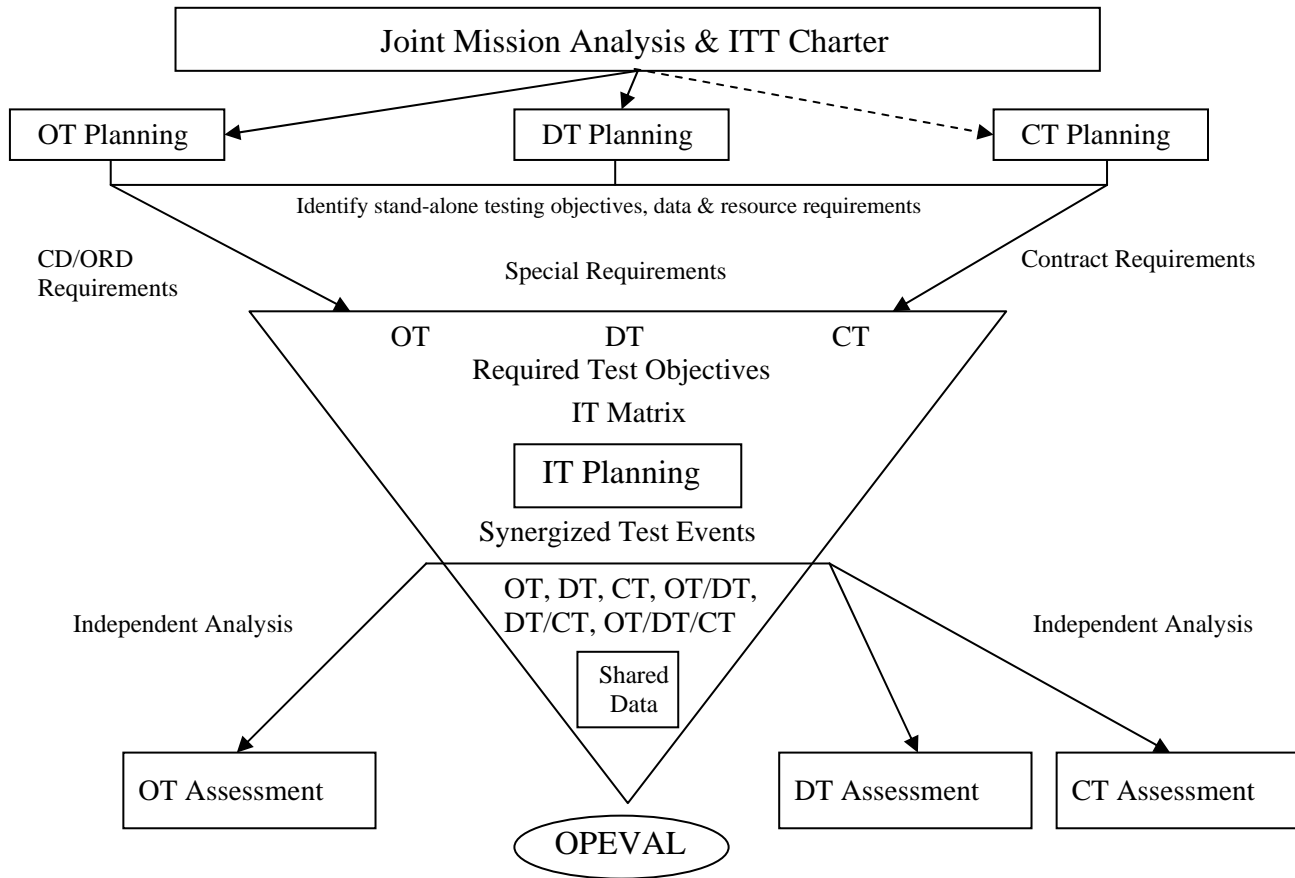 Joint Mission Analysis & ITT Charter
OT Planning
DT Planning
CT Planning
Identify stand-alone testing objectives, data & resource requirements
CD/ORD
Requirements
Special Requirements
Contract Requirements
OT DT CT
Required Test Objectives
IT Matrix
IT Planning
Synergized Test Events
OT, DT, CT, OT/DT,
DT/CT, OT/DT/CT
Independent Analysis
Independent Analysis
Shared
Data
OT Assessment
DT Assessment
CT Assessment
OPEVAL